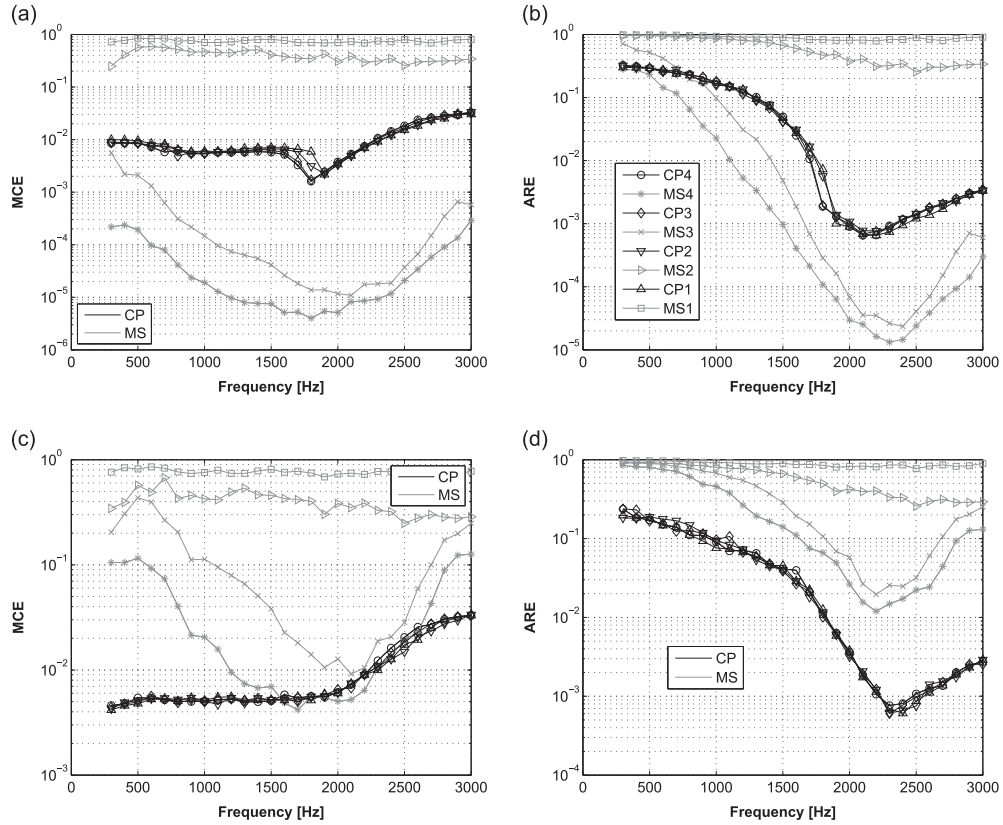 (a)
10^0
10^-1
10^-2
10^-3
10^-4
10^-5
10^-6
MCE
CP
MS
0 500 1000 1500 2000 2500 3000
Frequency [Hz]
(b)
10^0
10^-1
10^-2
10^-3
10^-4
10^-5
ARE
CP4
MS4
CP3
MS3
CP2
MS2
CP1
MS1
0 500 1000 1500 2000 2500 3000
Frequency [Hz]
(c)
10^0
10^-1
10^-2
10^-3
MCE
CP
MS
0 500 1000 1500 2000 2500 3000
Frequency [Hz]
(d)
10^0
10^-1
10^-2
10^-3
10^-4
ARE
CP
MS
0 500 1000 1500 2000 2500 3000
Frequency [Hz]